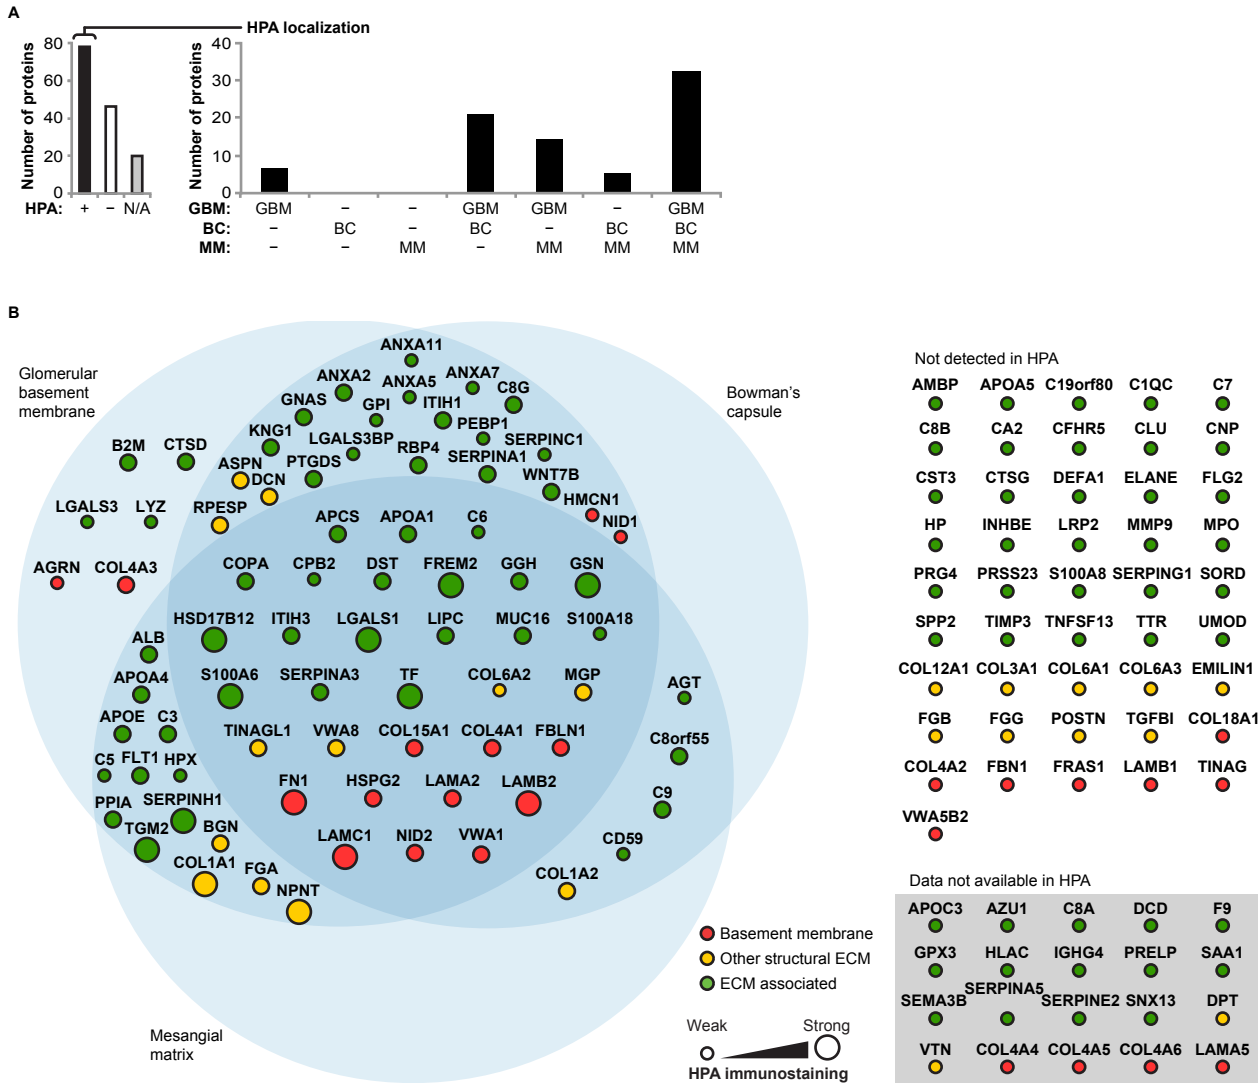 A
HPA localization
Number of proteins
80
60
40
20
0
HPA: + − N/A
Number of proteins
40
30
20
10
0
GBM: GBM − − GBM GBM − GBM
BC: − BC − BC − BC BC
MM: − − MM − MM MM MM
B
Glomerular
basement
membrane
Bowman's
capsule
Mesangial
matrix
ANXA11
ANXA2 ANXA5 ANXA7
GNAS GPI ITIH1 C8G
KNG1 LGALS3BP PEBP1
B2M CTSD ASPN PTGDS RBP4 SERPINA1 SERPINC1
DCN WNT7B
LGALS3 LYZ RPESP HMCN1
NID1
APCS APOA1 C6
AGRN COL4A3 COPA CPB2 DST FREM2 GGH GSN
HSD17B12 ITIH3 LGALS1 LIPC MUC16 S100A18
ALB
APOA4 S100A6 SERPINA3 TF COL6A2 MGP AGT
APOE C3 TINAGL1 VWA8 COL15A1 COL4A1 FBLN1 C8orf55
C5 FLT1 HPX FN1 HSPG2 LAMA2 LAMB2 C9
PPIA SERPINH1
TGM2 BGN LAMC1 NID2 VWA1 CD59
COL1A1 FGA COL1A2
NPNT
Basement membrane
Other structural ECM
ECM associated
Weak Strong
HPA immunostaining
Not detected in HPA
AMBP APOA5 C19orf80 C1QC C7
C8B CA2 CFHR5 CLU CNP
CST3 CTSG DEFA1 ELANE FLG2
HP INHBE LRP2 MMP9 MPO
PRG4 PRSS23 S100A8 SERPING1 SORD
SPP2 TIMP3 TNFSF13 TTR UMOD
COL12A1 COL3A1 COL6A1 COL6A3 EMILIN1
FGB FGG POSTN TGFBI COL18A1
COL4A2 FBN1 FRAS1 LAMB1 TINAG
VWA5B2
Data not available in HPA
APOC3 AZU1 C8A DCD F9
GPX3 HLAC IGHG4 PRELP SAA1
SEMA3B SERPINA5 SERPINE2 SNX13 DPT
VTN COL4A4 COL4A5 COL4A6 LAMA5